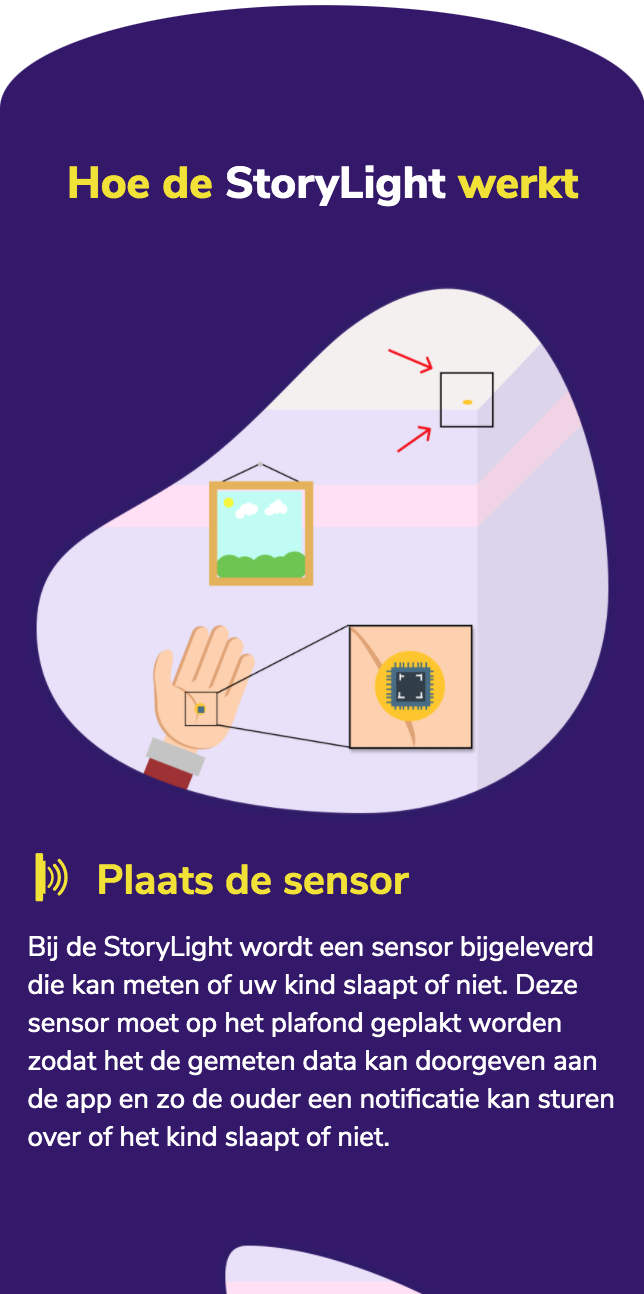 Hoe de StoryLight werkt
Plaats de sensor
Bij de StoryLight wordt een sensor bijgeleverd
die kan meten of uw kind slaapt of niet. Deze
sensor moet op het plafond geplakt worden
zodat het de gemeten data kan doorgeven aan
de app en zo de ouder een notificatie kan sturen
over of het kind slaapt of niet.